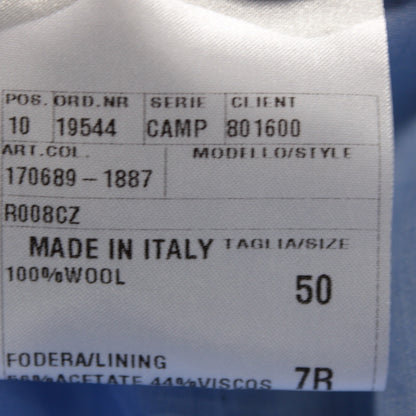 POS. ORD.NR SERIE CLIENT
10 19544 CAMP 801600
ART.COL. MODELLO/STYLE
170689-1887
R008CZ
MADE IN ITALY TAGLIA/SIZE
100%WOOL 50
FODERA/LINING
56%ACETATE 44%VISCOS 7R